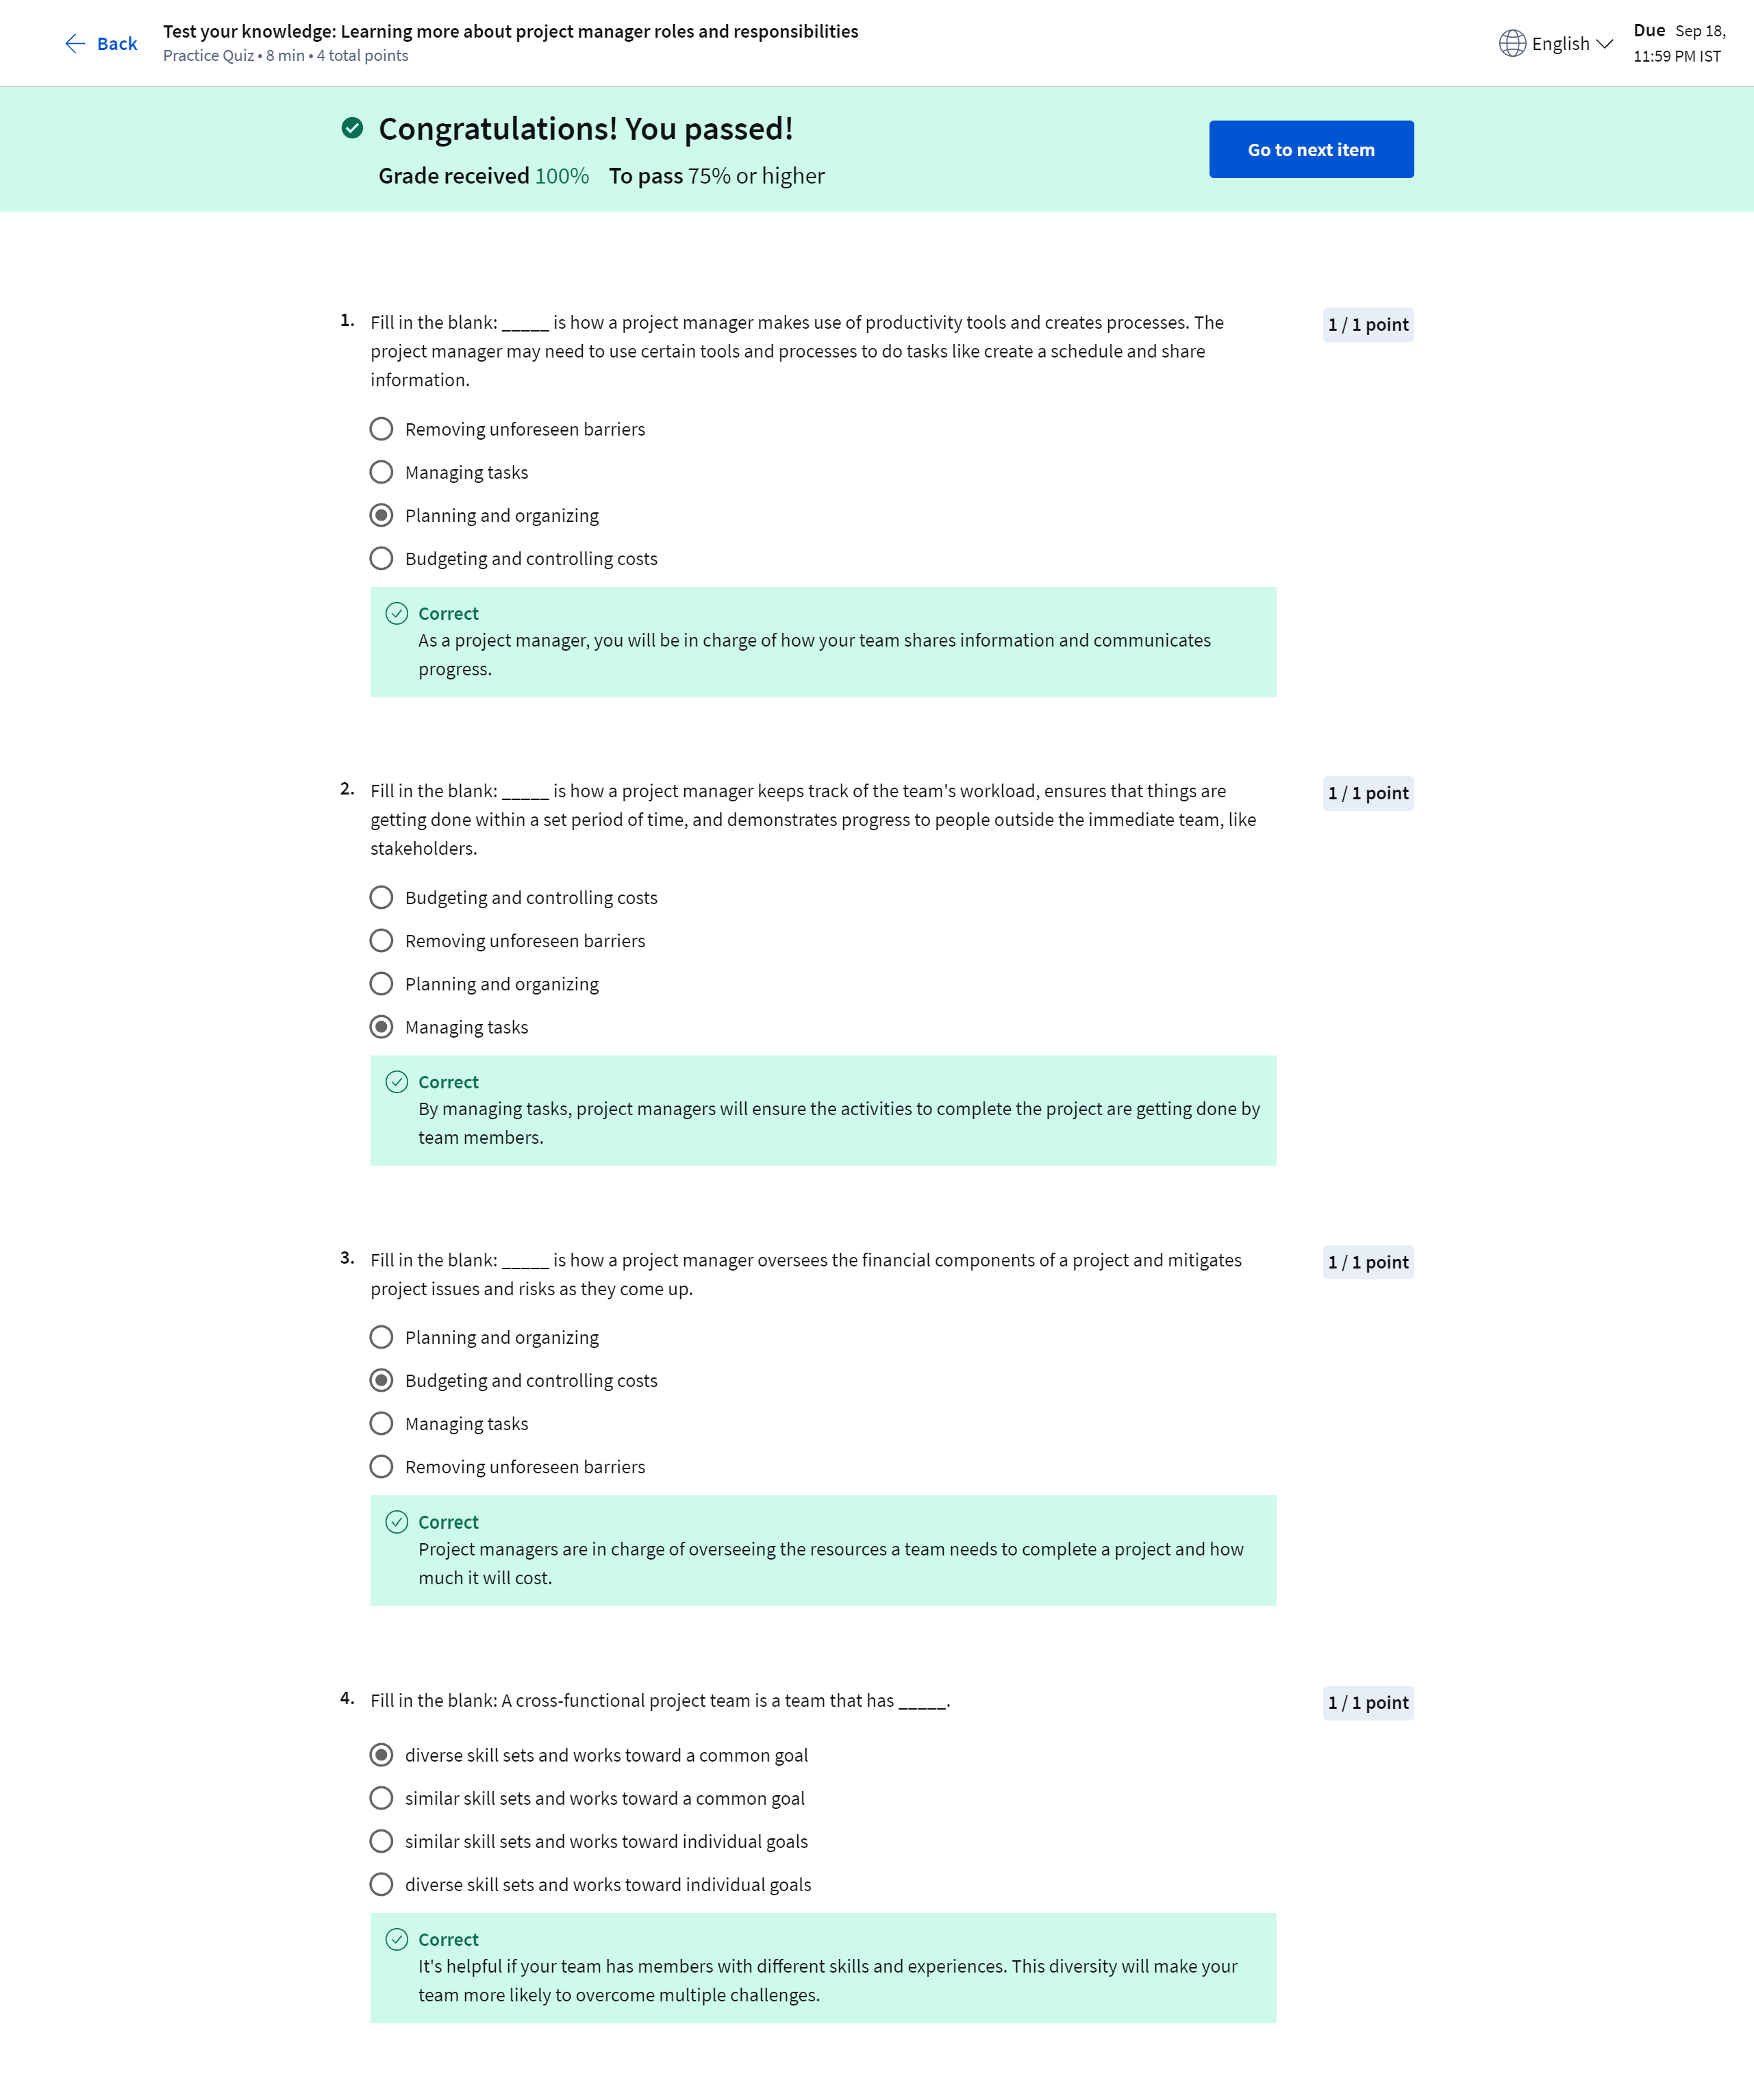 Back
Test your knowledge: Learning more about project manager roles and responsibilities
Practice Quiz • 8 min • 4 total points
English
Due Sep 18,
11:59 PM IST
Congratulations! You passed!
Grade received 100% To pass 75% or higher
Go to next item
1. Fill in the blank: _____ is how a project manager makes use of productivity tools and creates processes. The
project manager may need to use certain tools and processes to do tasks like create a schedule and share
information.
1 / 1 point
Removing unforeseen barriers
Managing tasks
Planning and organizing
Budgeting and controlling costs
Correct
As a project manager, you will be in charge of how your team shares information and communicates
progress.
2. Fill in the blank: _____ is how a project manager keeps track of the team's workload, ensures that things are
getting done within a set period of time, and demonstrates progress to people outside the immediate team, like
stakeholders.
1 / 1 point
Budgeting and controlling costs
Removing unforeseen barriers
Planning and organizing
Managing tasks
Correct
By managing tasks, project managers will ensure the activities to complete the project are getting done by
team members.
3. Fill in the blank: _____ is how a project manager oversees the financial components of a project and mitigates
project issues and risks as they come up.
1 / 1 point
Planning and organizing
Budgeting and controlling costs
Managing tasks
Removing unforeseen barriers
Correct
Project managers are in charge of overseeing the resources a team needs to complete a project and how
much it will cost.
4. Fill in the blank: A cross-functional project team is a team that has _____.
1 / 1 point
diverse skill sets and works toward a common goal
similar skill sets and works toward a common goal
similar skill sets and works toward individual goals
diverse skill sets and works toward individual goals
Correct
It's helpful if your team has members with different skills and experiences. This diversity will make your
team more likely to overcome multiple challenges.